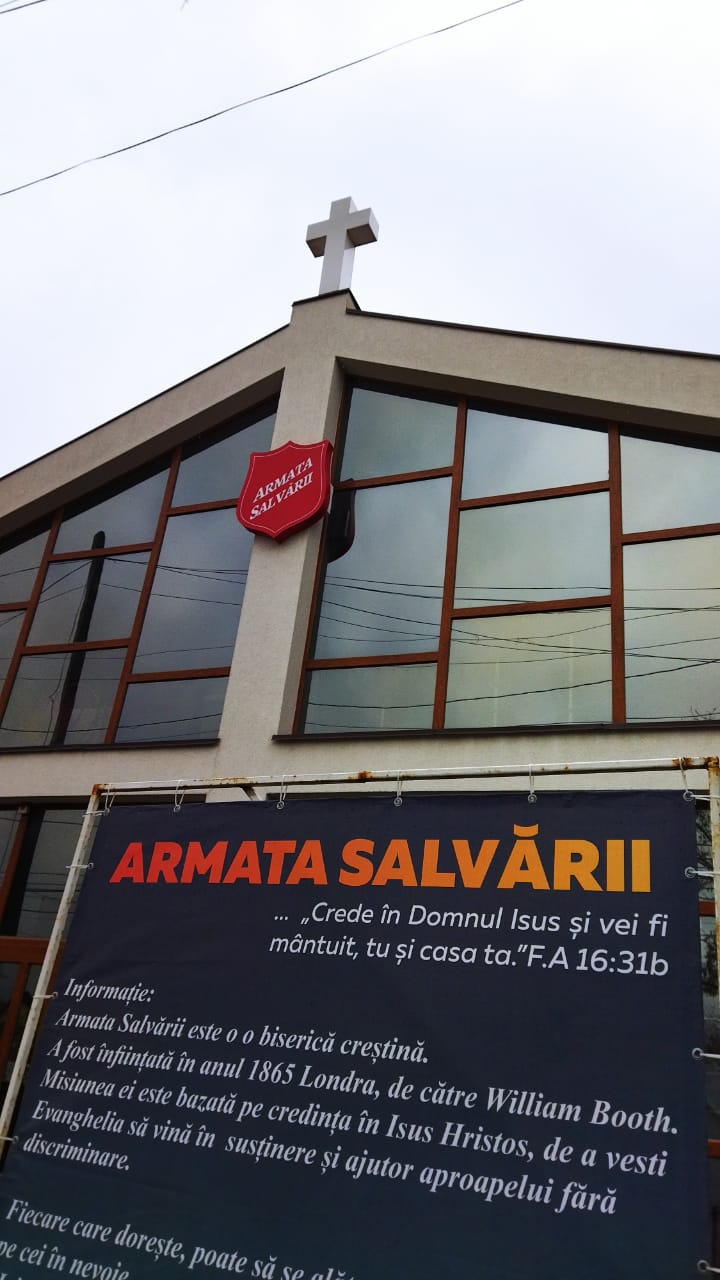 ARMATA
SALVĂRII
ARMATA SALVĂRII
... „Crede în Domnul Isus și vei fi
mântuit, tu și casa ta.”F.A 16:31b
Informație:
Armata Salvării este o o biserică creștină.
A fost înființată în anul 1865 Londra, de către William Booth.
Misiunea ei este bazată pe credința în Isus Hristos, de a vesti
Evanghelia să vină în susținere și ajutor aproapelui fără
discriminare.
Fiecare care dorește, poate să se
pe cei în nevoie